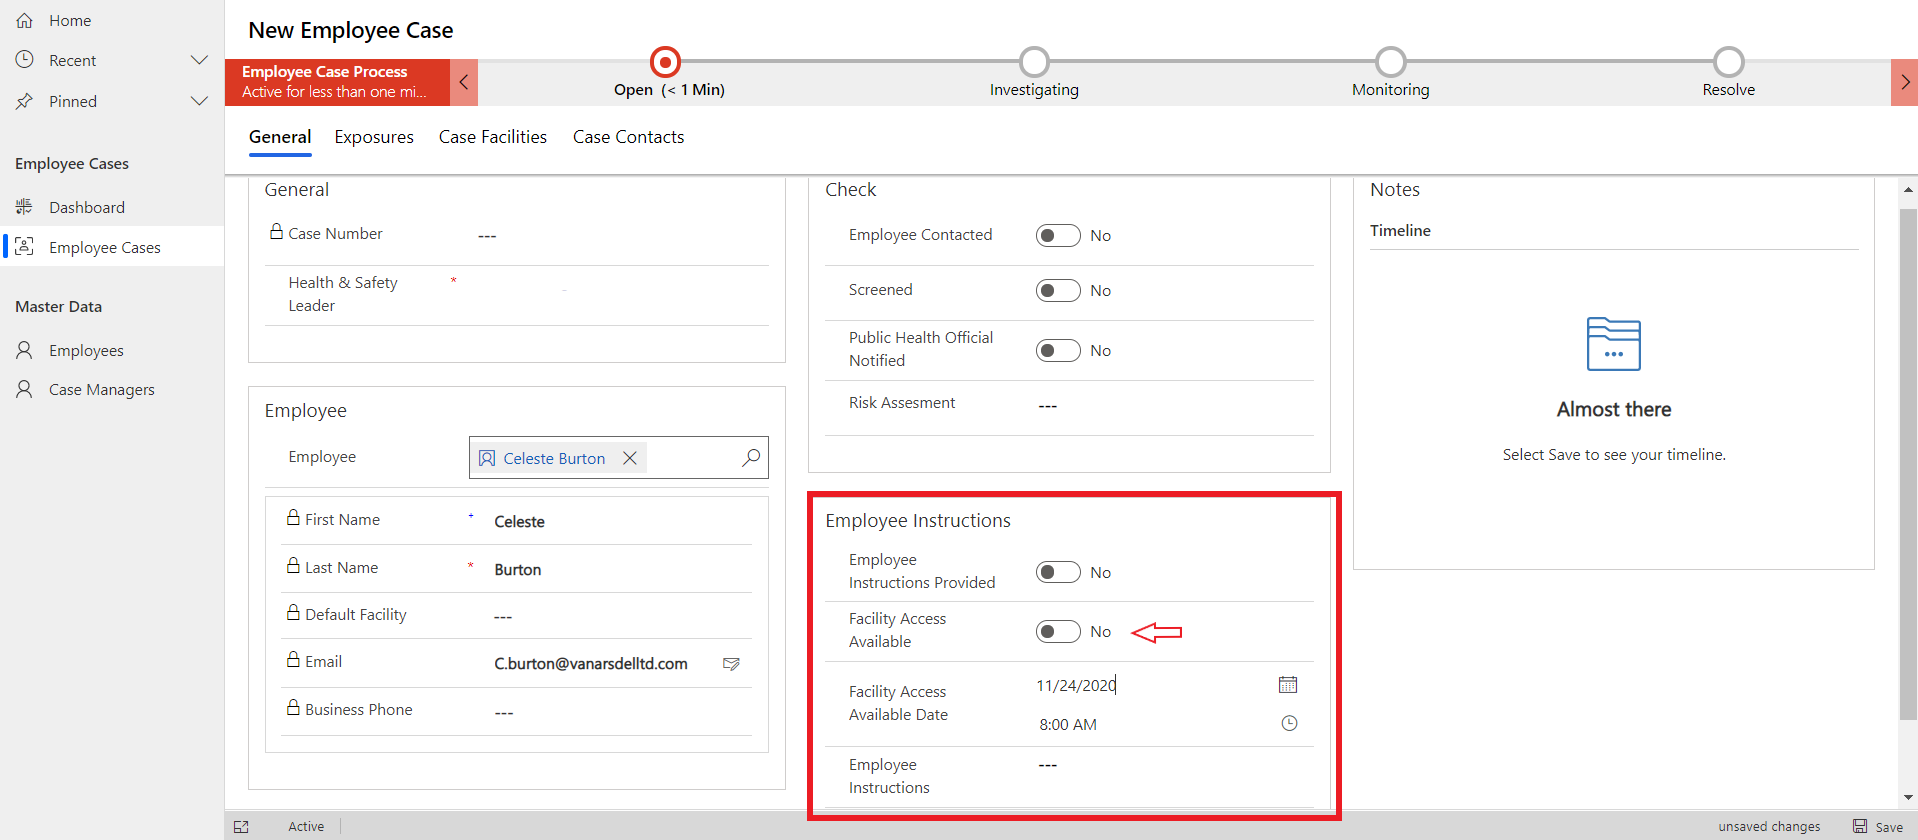 Home
Recent
Pinned
Employee Cases
Dashboard
Employee Cases
Master Data
Employees
Case Managers
New Employee Case
Employee Case Process
Active for less than one mi...
Open (< 1 Min)
Investigating
Monitoring
Resolve
General
Exposures
Case Facilities
Case Contacts
General
Case Number
---
Health & Safety
Leader
*
Employee
Employee
Celeste Burton
First Name
+
Celeste
Last Name
*
Burton
Default Facility
---
Email
C.burton@vanarsdelltd.com
Business Phone
---
Check
Employee Contacted
No
Screened
No
Public Health Official
Notified
No
Risk Assesment
---
Employee Instructions
Employee
Instructions Provided
No
Facility Access
Available
No
Facility Access
Available Date
11/24/2020
8:00 AM
Employee
Instructions
---
Notes
Timeline
Almost there
Select Save to see your timeline.
Active
unsaved changes
Save